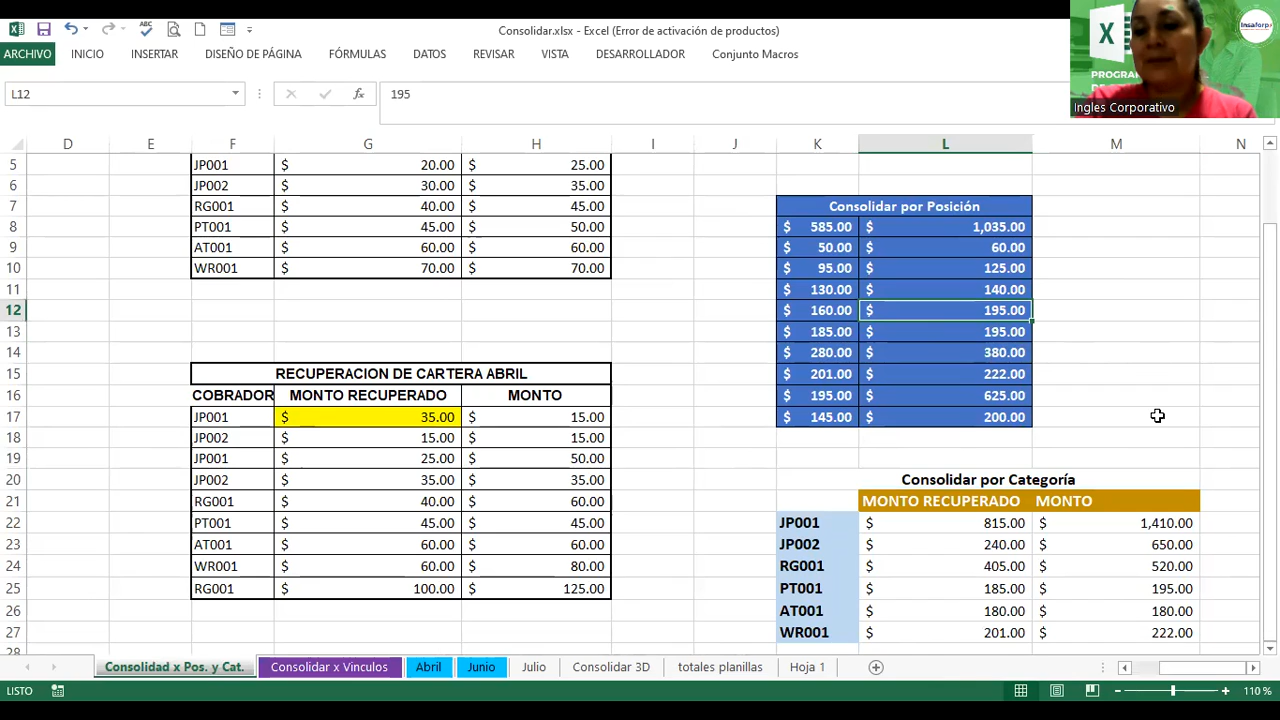 Consolidar.xlsx - Excel (Error de activación de productos)
ARCHIVO INICIO INSERTAR DISEÑO DE PÁGINA FÓRMULAS DATOS REVISAR VISTA DESARROLLADOR Conjunto Macros
Ingles Corporativo
L12 fx 195
D E F G H I J K L M N
5 JP001 $ 20.00 $ 25.00
6 JP002 $ 30.00 $ 35.00
7 RG001 $ 40.00 $ 45.00 Consolidar por Posición
8 PT001 $ 45.00 $ 50.00 $ 585.00 $ 1,035.00
9 AT001 $ 60.00 $ 60.00 $ 50.00 $ 60.00
10 WR001 $ 70.00 $ 70.00 $ 95.00 $ 125.00
11 $ 130.00 $ 140.00
12 $ 160.00 $ 195.00
13 $ 185.00 $ 195.00
14 $ 280.00 $ 380.00
15 RECUPERACION DE CARTERA ABRIL $ 201.00 $ 222.00
16 COBRADOR MONTO RECUPERADO MONTO $ 195.00 $ 625.00
17 JP001 $ 35.00 $ 15.00 $ 145.00 $ 200.00
18 JP002 $ 15.00 $ 15.00
19 JP001 $ 25.00 $ 50.00
20 JP002 $ 35.00 $ 35.00 Consolidar por Categoría
21 RG001 $ 40.00 $ 60.00 MONTO RECUPERADO MONTO
22 PT001 $ 45.00 $ 45.00 JP001 $ 815.00 $ 1,410.00
23 AT001 $ 60.00 $ 60.00 JP002 $ 240.00 $ 650.00
24 WR001 $ 60.00 $ 80.00 RG001 $ 405.00 $ 520.00
25 RG001 $ 100.00 $ 125.00 PT001 $ 185.00 $ 195.00
26 AT001 $ 180.00 $ 180.00
27 WR001 $ 201.00 $ 222.00
28
Consolidad x Pos. y Cat. Consolidar x Vinculos Abril Junio Julio Consolidar 3D totales planillas Hoja 1
LISTO 110 %